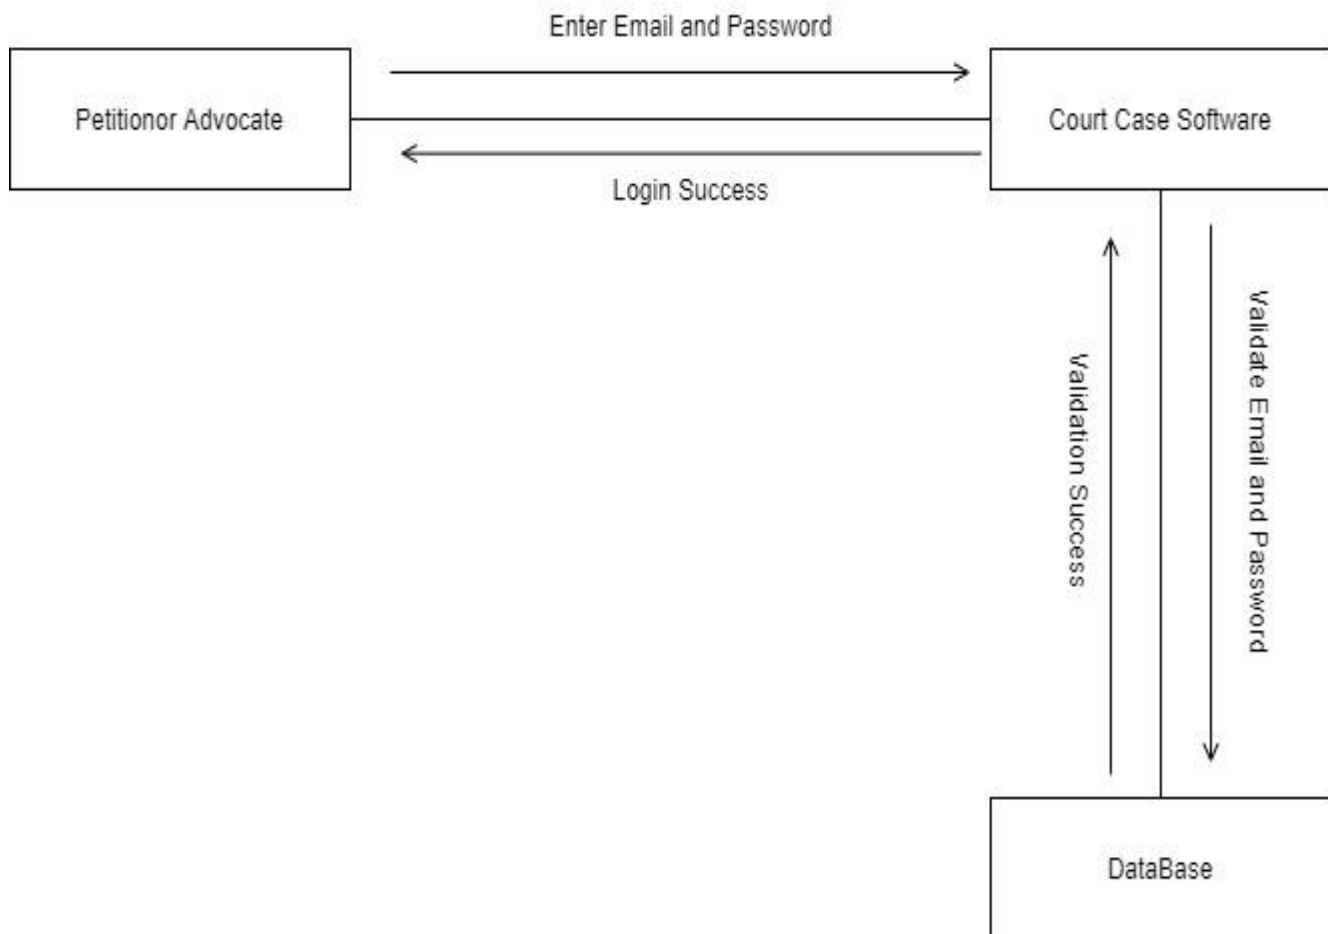 Enter Email and Password
Petitionor Advocate
Court Case Software
Login Success
Validation Success
Validate Email and Password
DataBase